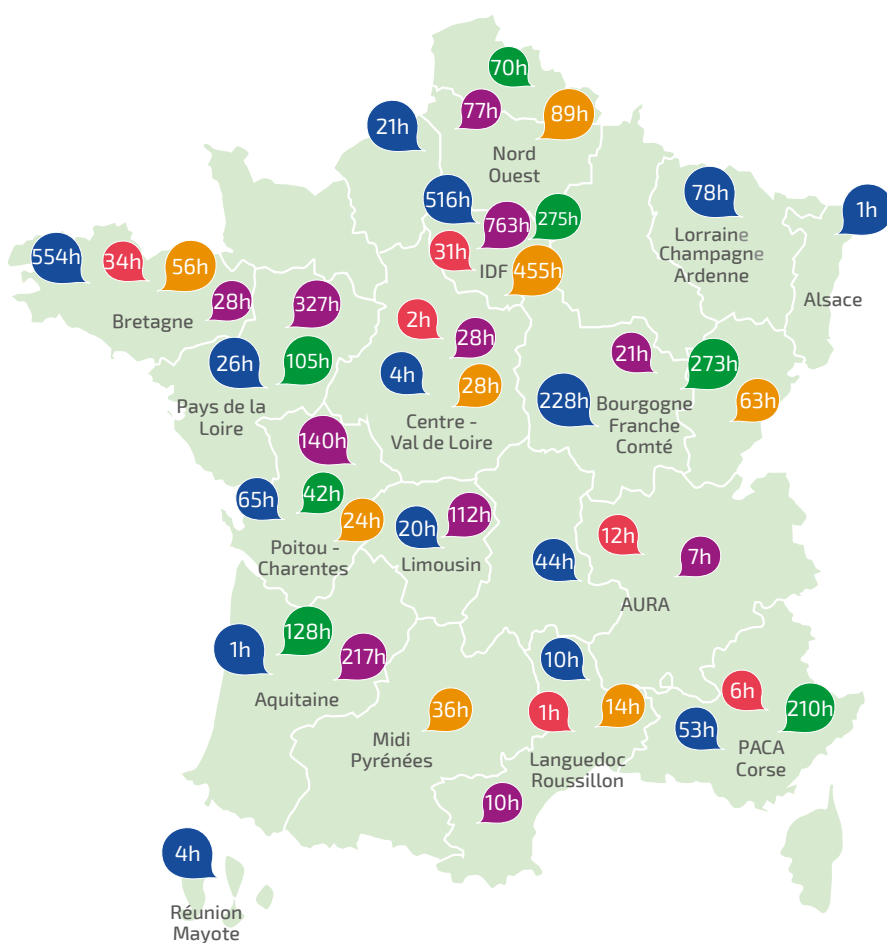 70h
77h
89h
21h
Nord
Ouest
516h
763h
275h
31h
IDF
455h
78h
Lorraine
Champagne
Ardenne
1h
Alsace
554h
34h
56h
28h
Bretagne
327h
26h
105h
Pays de la
Loire
2h
28h
4h
28h
Centre -
Val de Loire
21h
273h
228h
63h
Bourgogne
Franche
Comté
140h
65h
42h
24h
Poitou -
Charentes
20h
112h
Limousin
12h
44h
7h
AURA
1h
128h
217h
Aquitaine
36h
Midi
Pyrénées
10h
1h
14h
Languedoc
Roussillon
10h
6h
53h
210h
PACA
Corse
4h
Réunion
Mayote